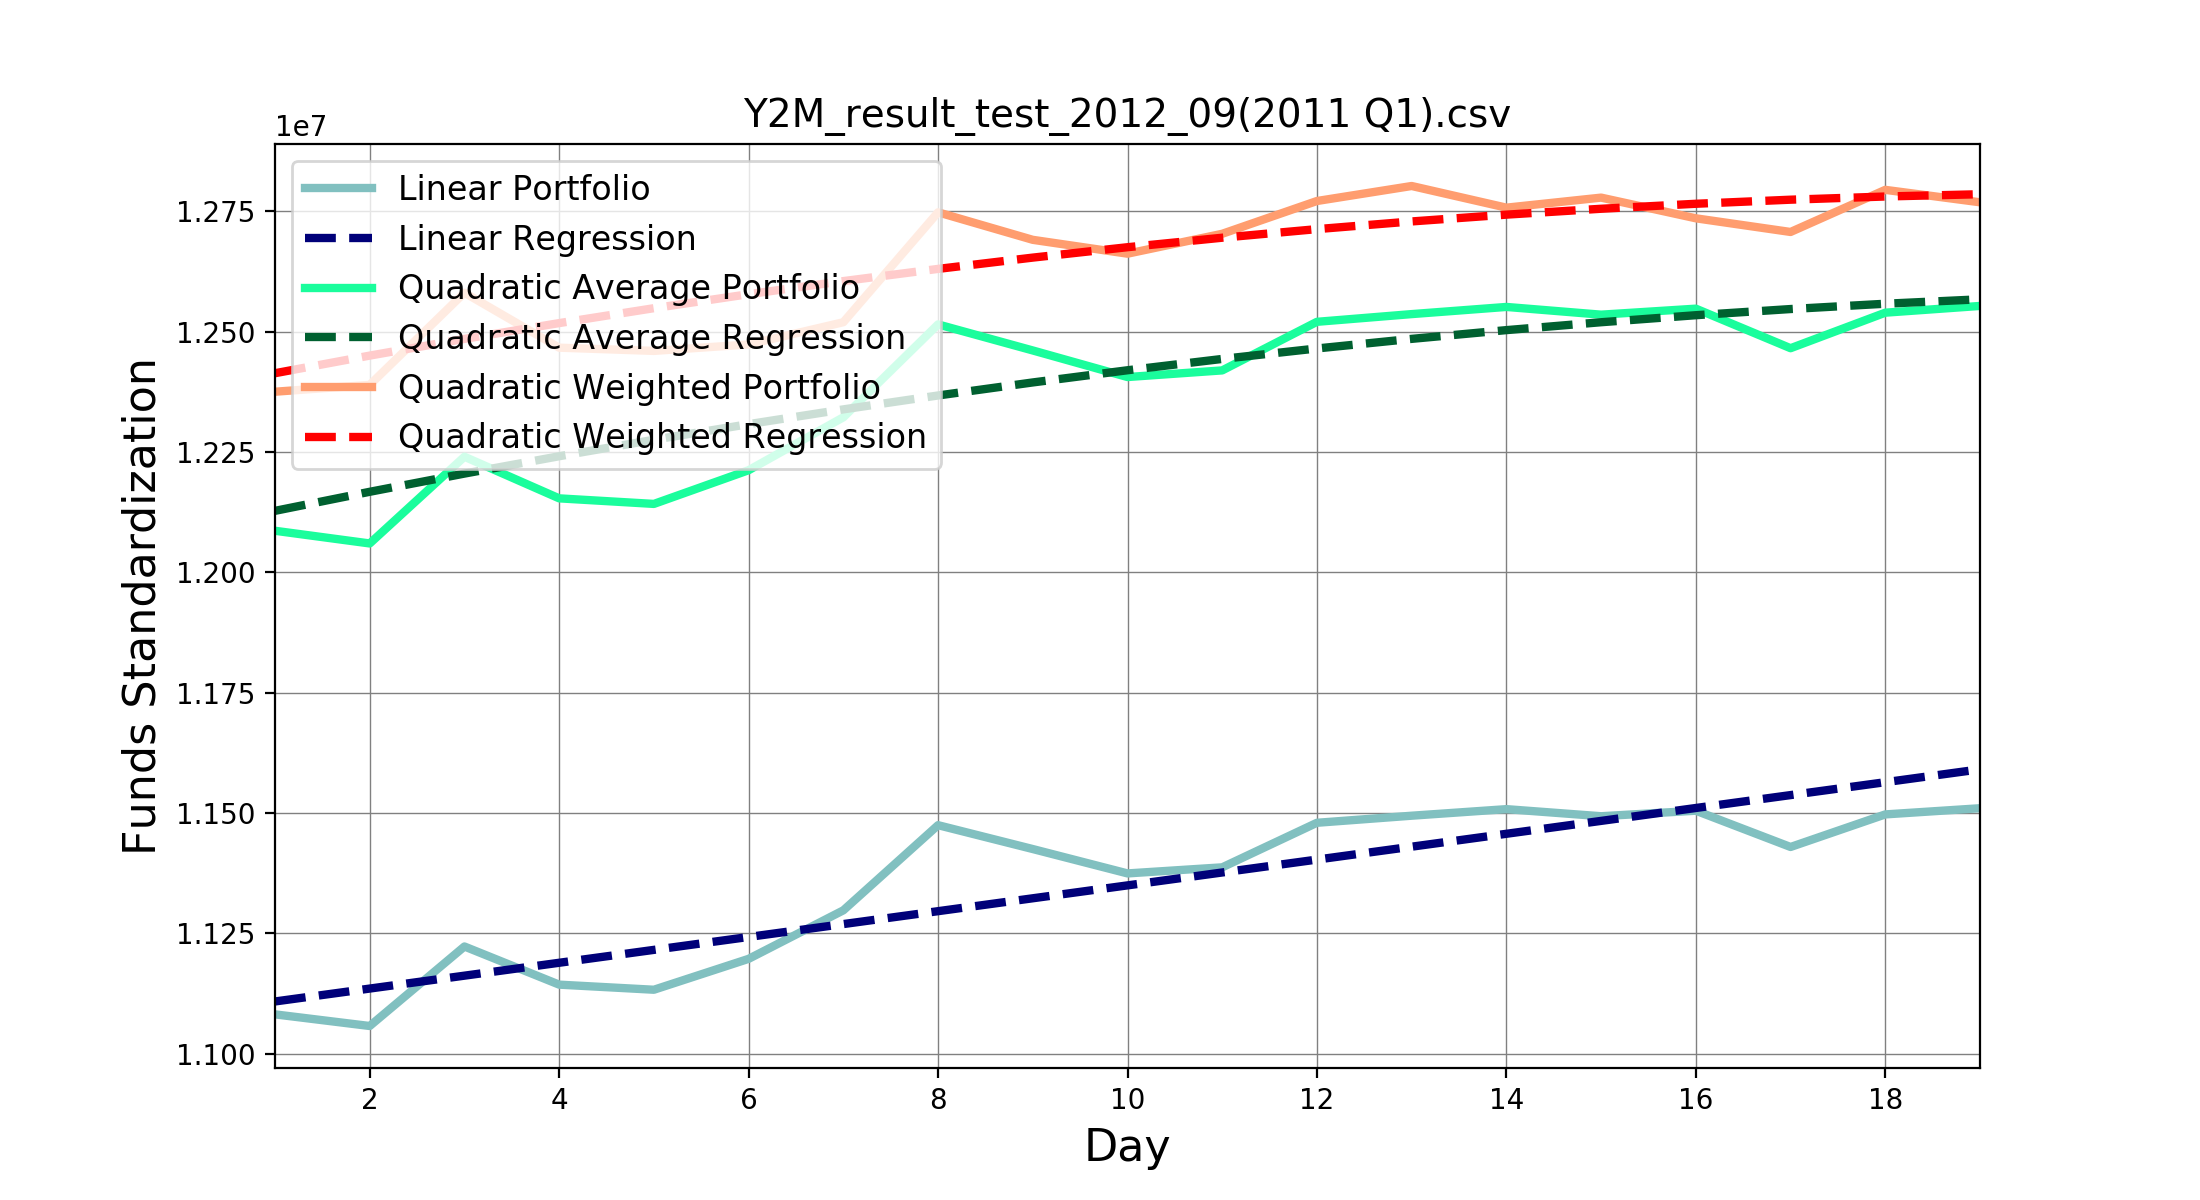 Y2M_result_test_2012_09(2011 Q1).csv
1e7
Linear Portfolio
Linear Regression
Quadratic Average Portfolio
Quadratic Average Regression
Quadratic Weighted Portfolio
Quadratic Weighted Regression
1.275
1.250
1.225
1.200
1.175
1.150
1.125
1.100
Funds Standardization
2 4 6 8 10 12 14 16 18
Day